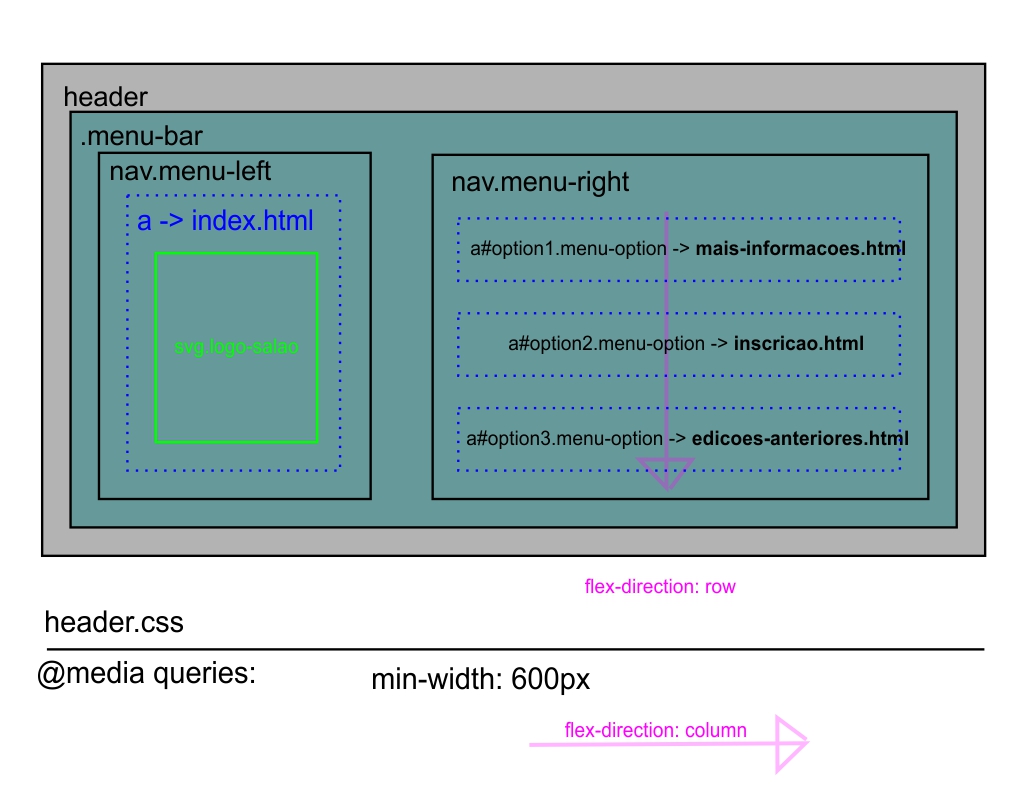 header
.menu-bar
nav.menu-left
a -> index.html
svg.logo-salao
nav.menu-right
a#option1.menu-option -> mais-informacoes.html
a#option2.menu-option -> inscricao.html
a#option3.menu-option -> edicoes-anteriores.html
flex-direction: row
header.css
@media queries:
min-width: 600px
flex-direction: column